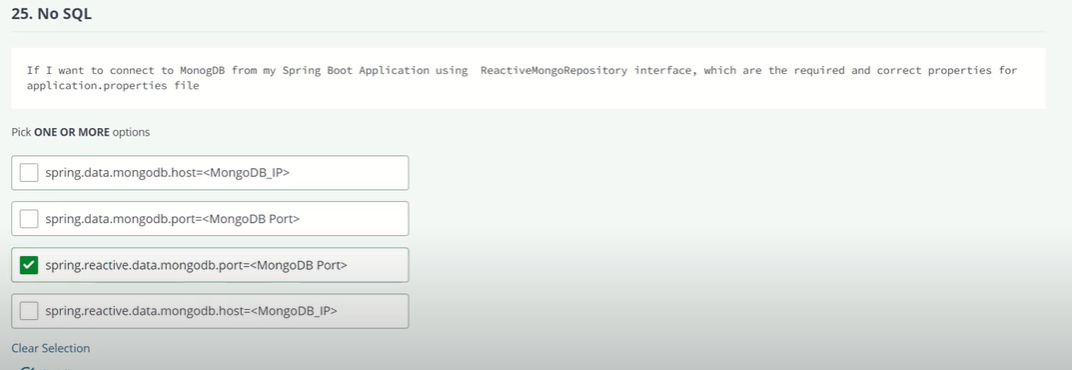 25. No SQL
If I want to connect to MonogDB from my Spring Boot Application using  ReactiveMongoRepository interface, which are the required and correct properties for
application.properties file
Pick ONE OR MORE options
spring.data.mongodb.host=<MongoDB_IP>
spring.data.mongodb.port=<MongoDB Port>
spring.reactive.data.mongodb.port=<MongoDB Port>
spring.reactive.data.mongodb.host=<MongoDB_IP>
Clear Selection